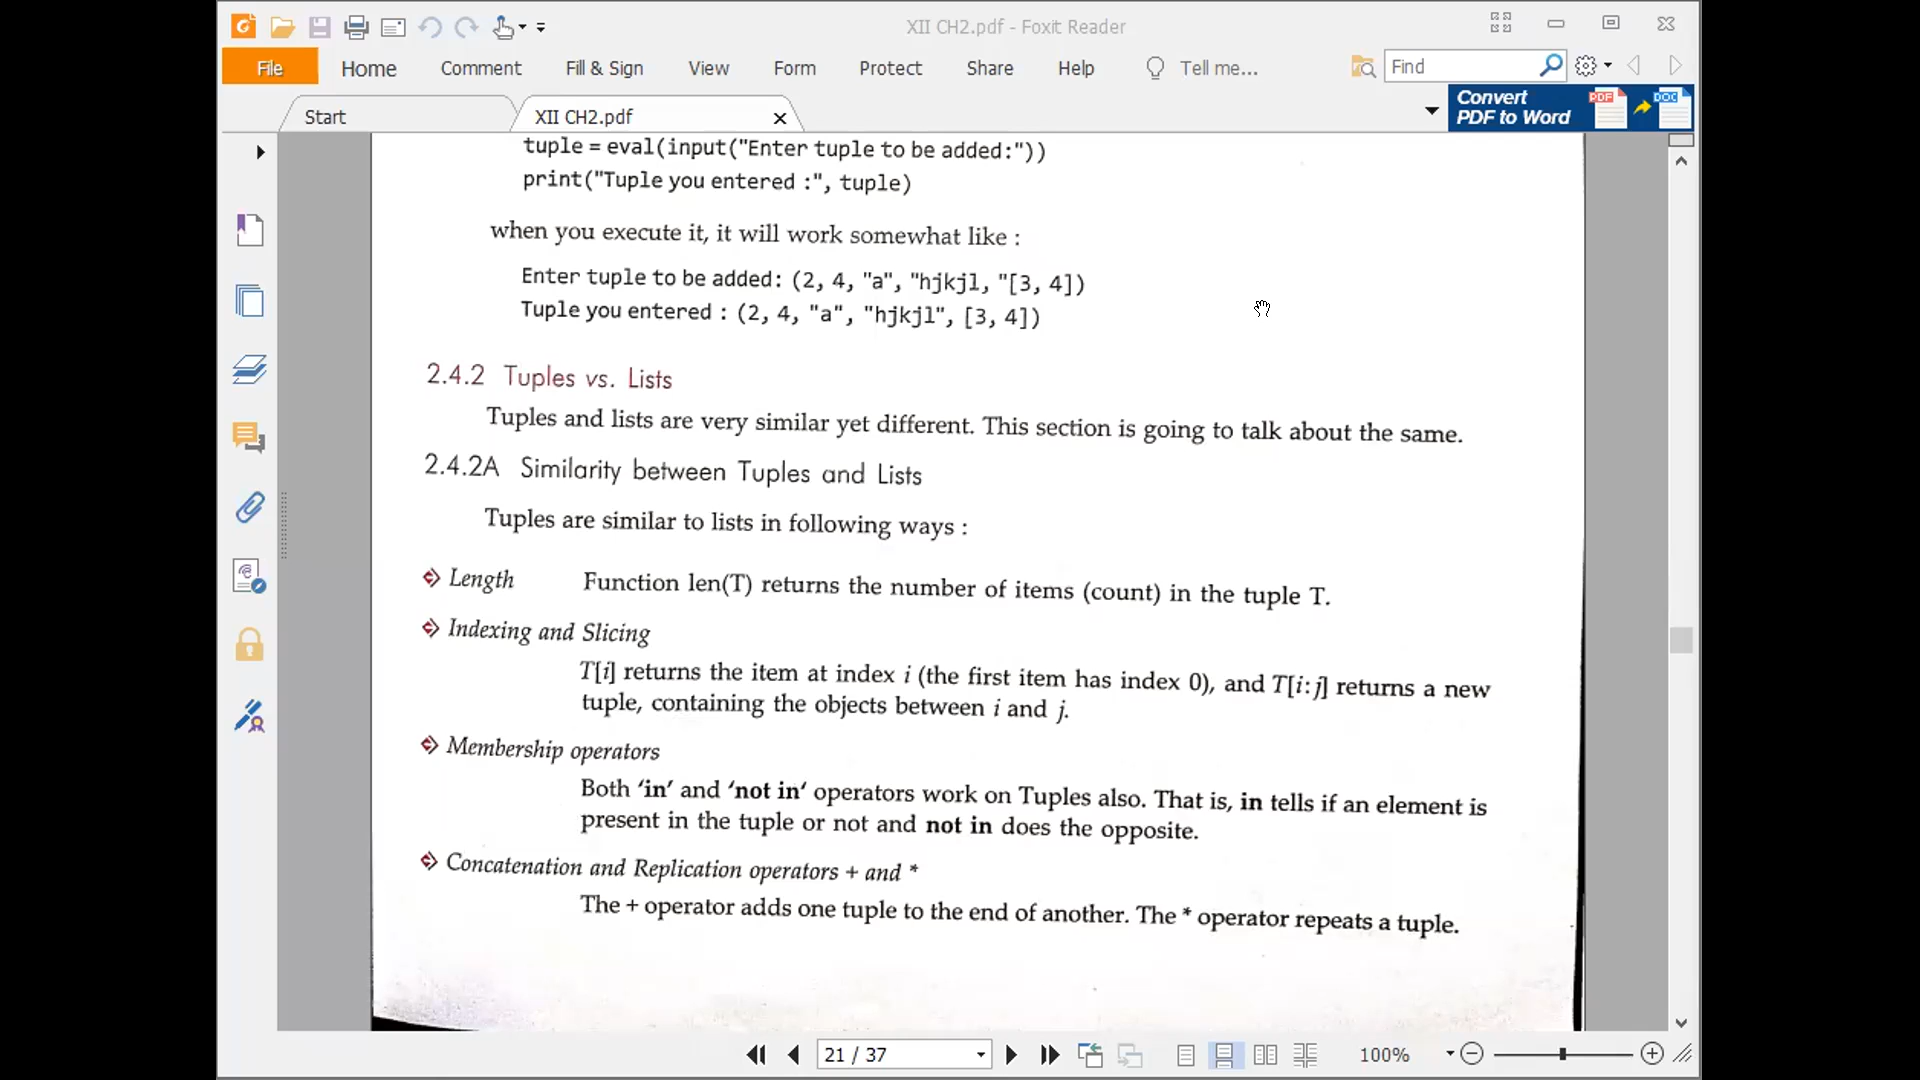 XII CH2.pdf - Foxit Reader
File Home Comment Fill & Sign View Form Protect Share Help Tell me... Find
Start XII CH2.pdf
Convert
PDF to Word
PDF DOC
tuple = eval(input("Enter tuple to be added:"))
print("Tuple you entered :", tuple)
when you execute it, it will work somewhat like :
Enter tuple to be added: (2, 4, "a", "hjkjl, "[3, 4])
Tuple you entered : (2, 4, "a", "hjkjl", [3, 4])
2.4.2 Tuples vs. Lists
Tuples and lists are very similar yet different. This section is going to talk about the same.
2.4.2A Similarity between Tuples and Lists
Tuples are similar to lists in following ways :
Length Function len(T) returns the number of items (count) in the tuple T.
Indexing and Slicing
T[i] returns the item at index i (the first item has index 0), and T[i:j] returns a new
tuple, containing the objects between i and j.
Membership operators
Both 'in' and 'not in' operators work on Tuples also. That is, in tells if an element is
present in the tuple or not and not in does the opposite.
Concatenation and Replication operators + and *
The + operator adds one tuple to the end of another. The * operator repeats a tuple.
21 / 37 100%